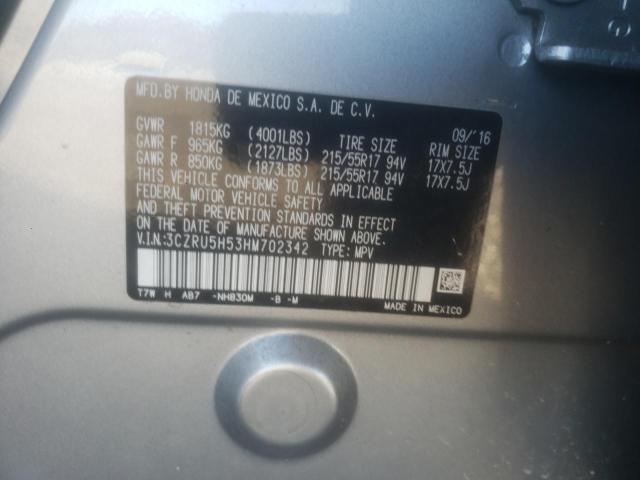 MFD.BY HONDA DE MEXICO S.A. DE C.V.
09/'16
GVWR 1815KG (4001LBS) TIRE SIZE RIM SIZE
GAWR F 965KG (2127LBS) 215/55R17 94V 17X7.5J
GAWR R 850KG (1873LBS) 215/55R17 94V 17X7.5J
THIS VEHICLE CONFORMS TO ALL APPLICABLE
FEDERAL MOTOR VEHICLE SAFETY
AND THEFT PREVENTION STANDARDS IN EFFECT
ON THE DATE OF MANUFACTURE SHOWN ABOVE.
V.I.N:3CZRU5H53HM702342 TYPE: MPV
T7W H AB7 -NH830M -B -M
MADE IN MEXICO